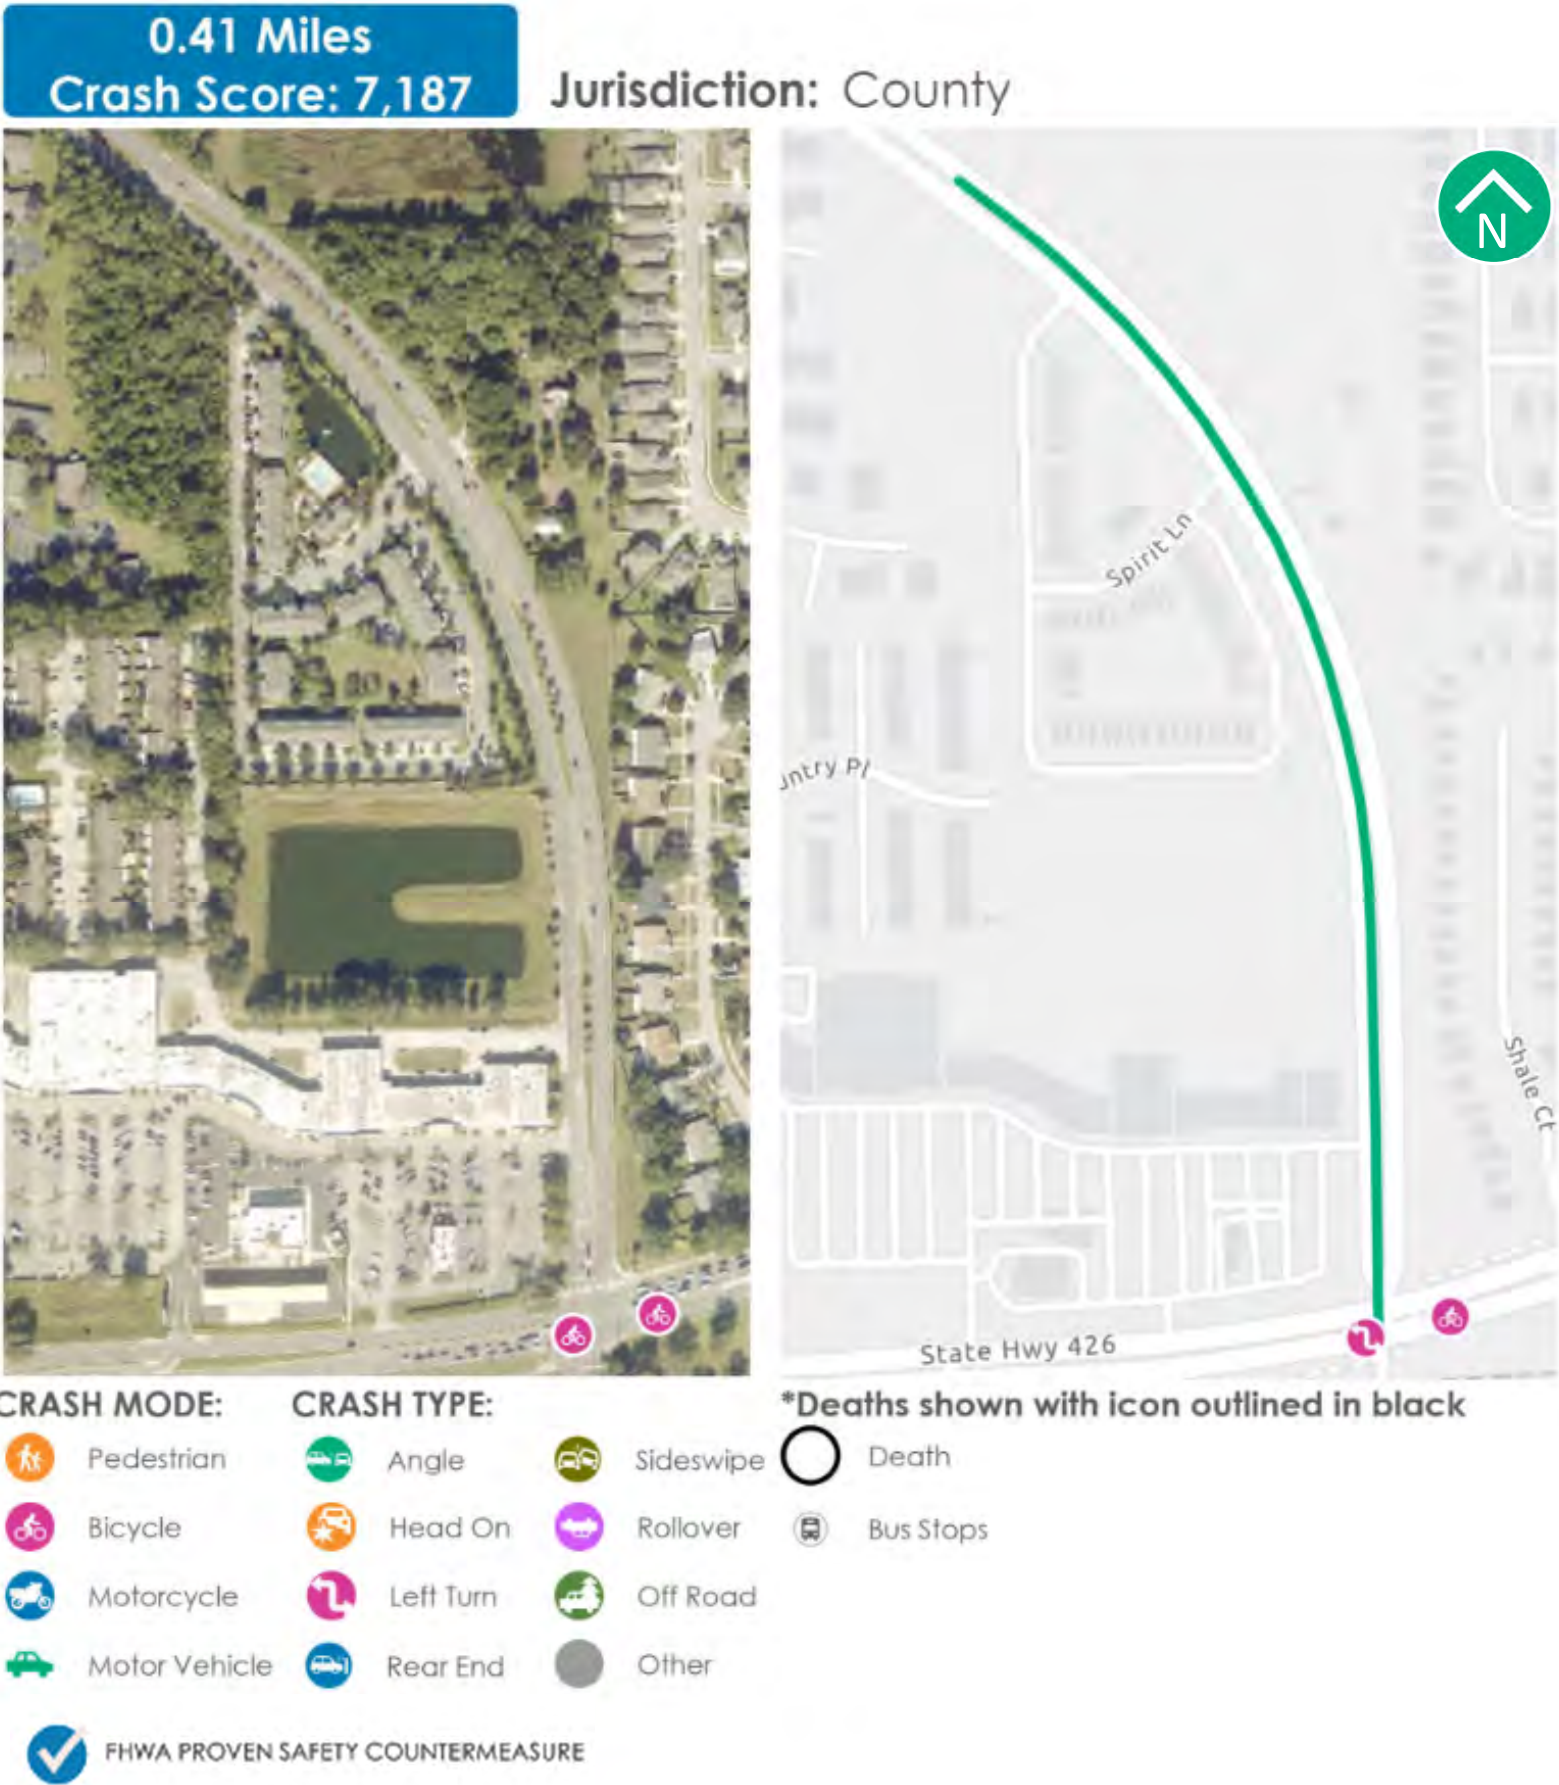 0.41 Miles
Crash Score: 7,187
Jurisdiction: County
N
Spirit Ln
untry Pl
Shale Ct
State Hwy 426
CRASH MODE:
CRASH TYPE:
*Deaths shown with icon outlined in black
Pedestrian
Angle
Sideswipe
Death
Bicycle
Head On
Rollover
Bus Stops
Motorcycle
Left Turn
Off Road
Motor Vehicle
Rear End
Other
FHWA PROVEN SAFETY COUNTERMEASURE